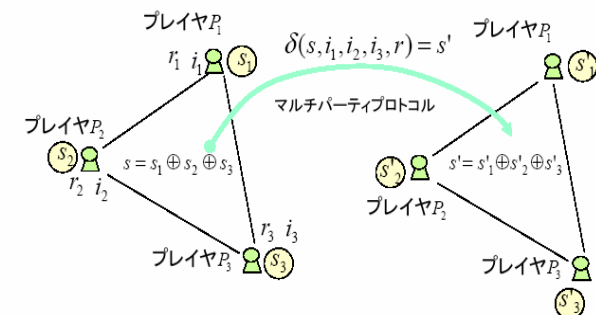 プレイヤP₁
r₁ i₁ s₁
δ(s,i₁,i₂,i₃,r)=s'
マルチパーティプロトコル
プレイヤP₂
s₂
r₂ i₂
s=s₁⊕s₂⊕s₃
r₃ i₃
プレイヤP₃ s₃
プレイヤP₁
s'₁
s'₂
s'=s'₁⊕s'₂⊕s'₃
プレイヤP₂
プレイヤP₃
s'₃